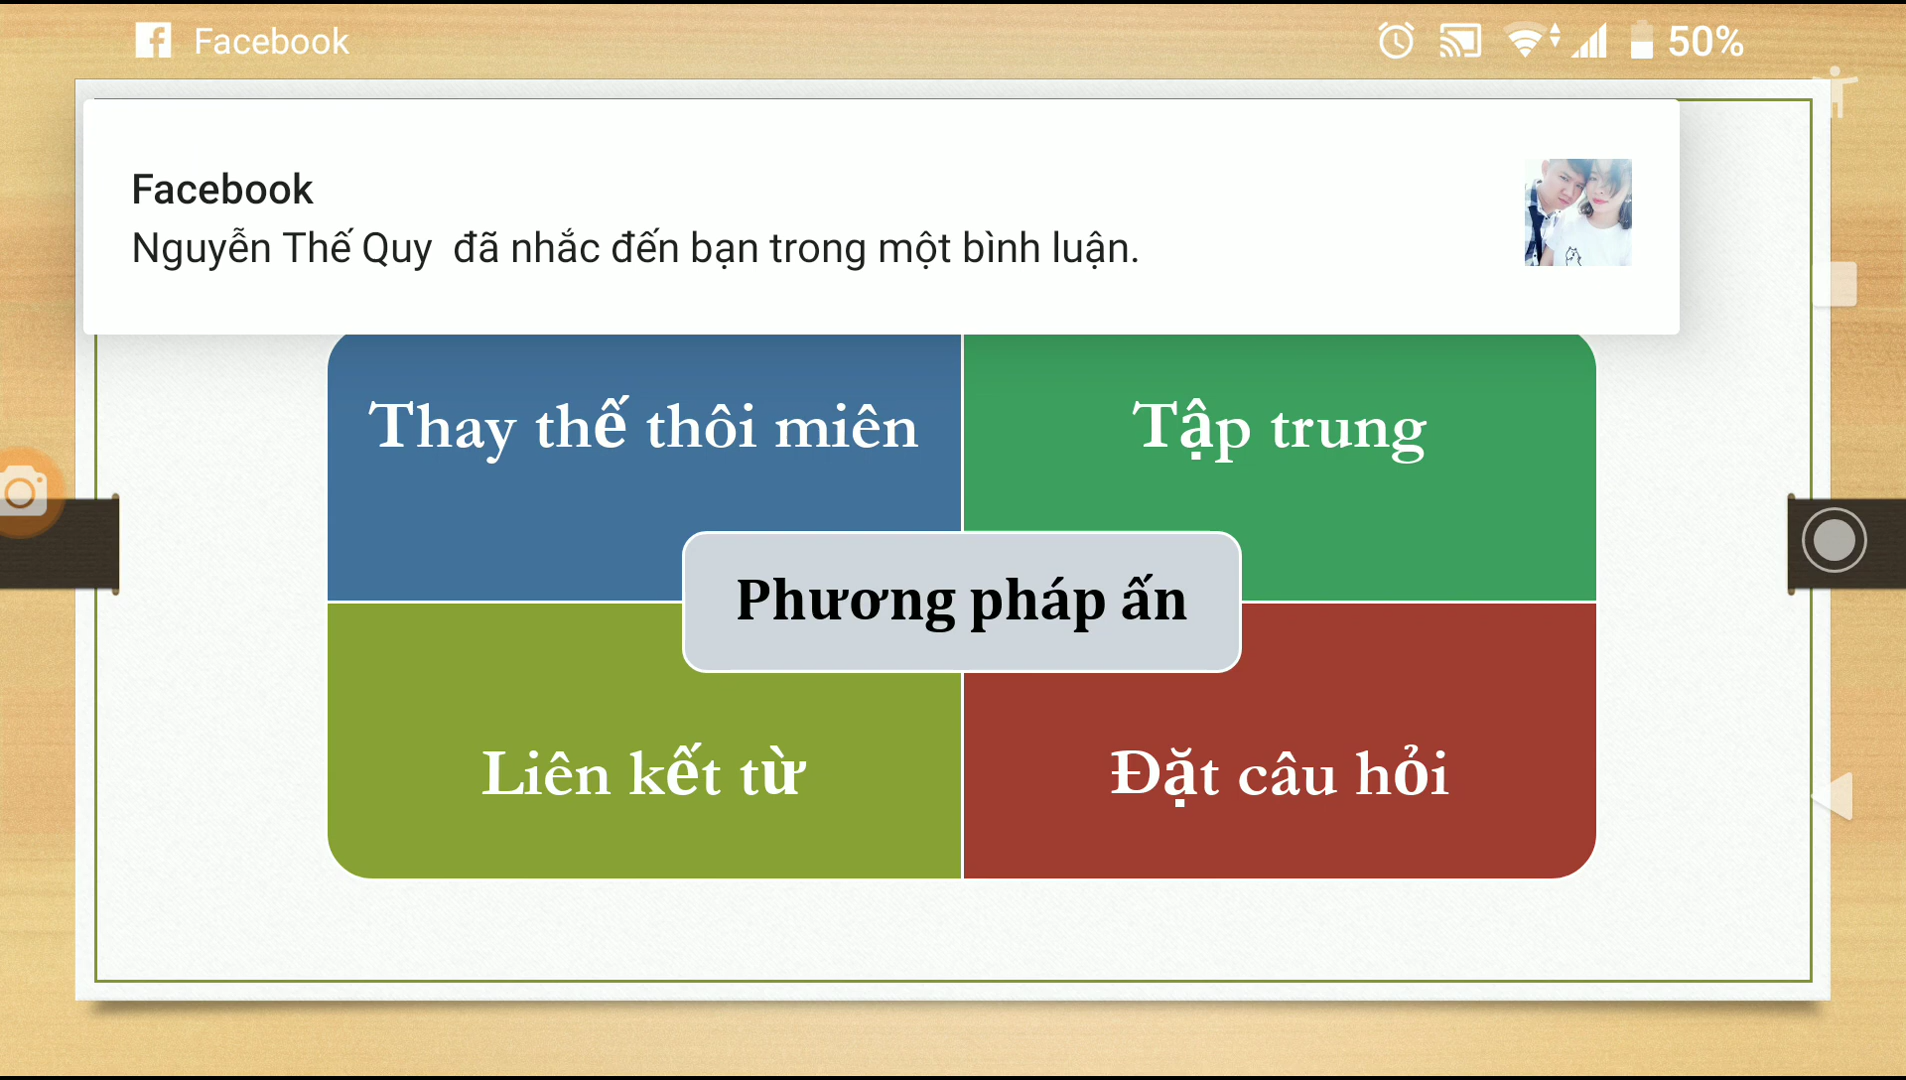 Facebook
50%
Facebook
Nguyễn Thế Quy  đã nhắc đến bạn trong một bình luận.
Thay thế thôi miên
Tập trung
Phương pháp ấn
Liên kết từ
Đặt câu hỏi